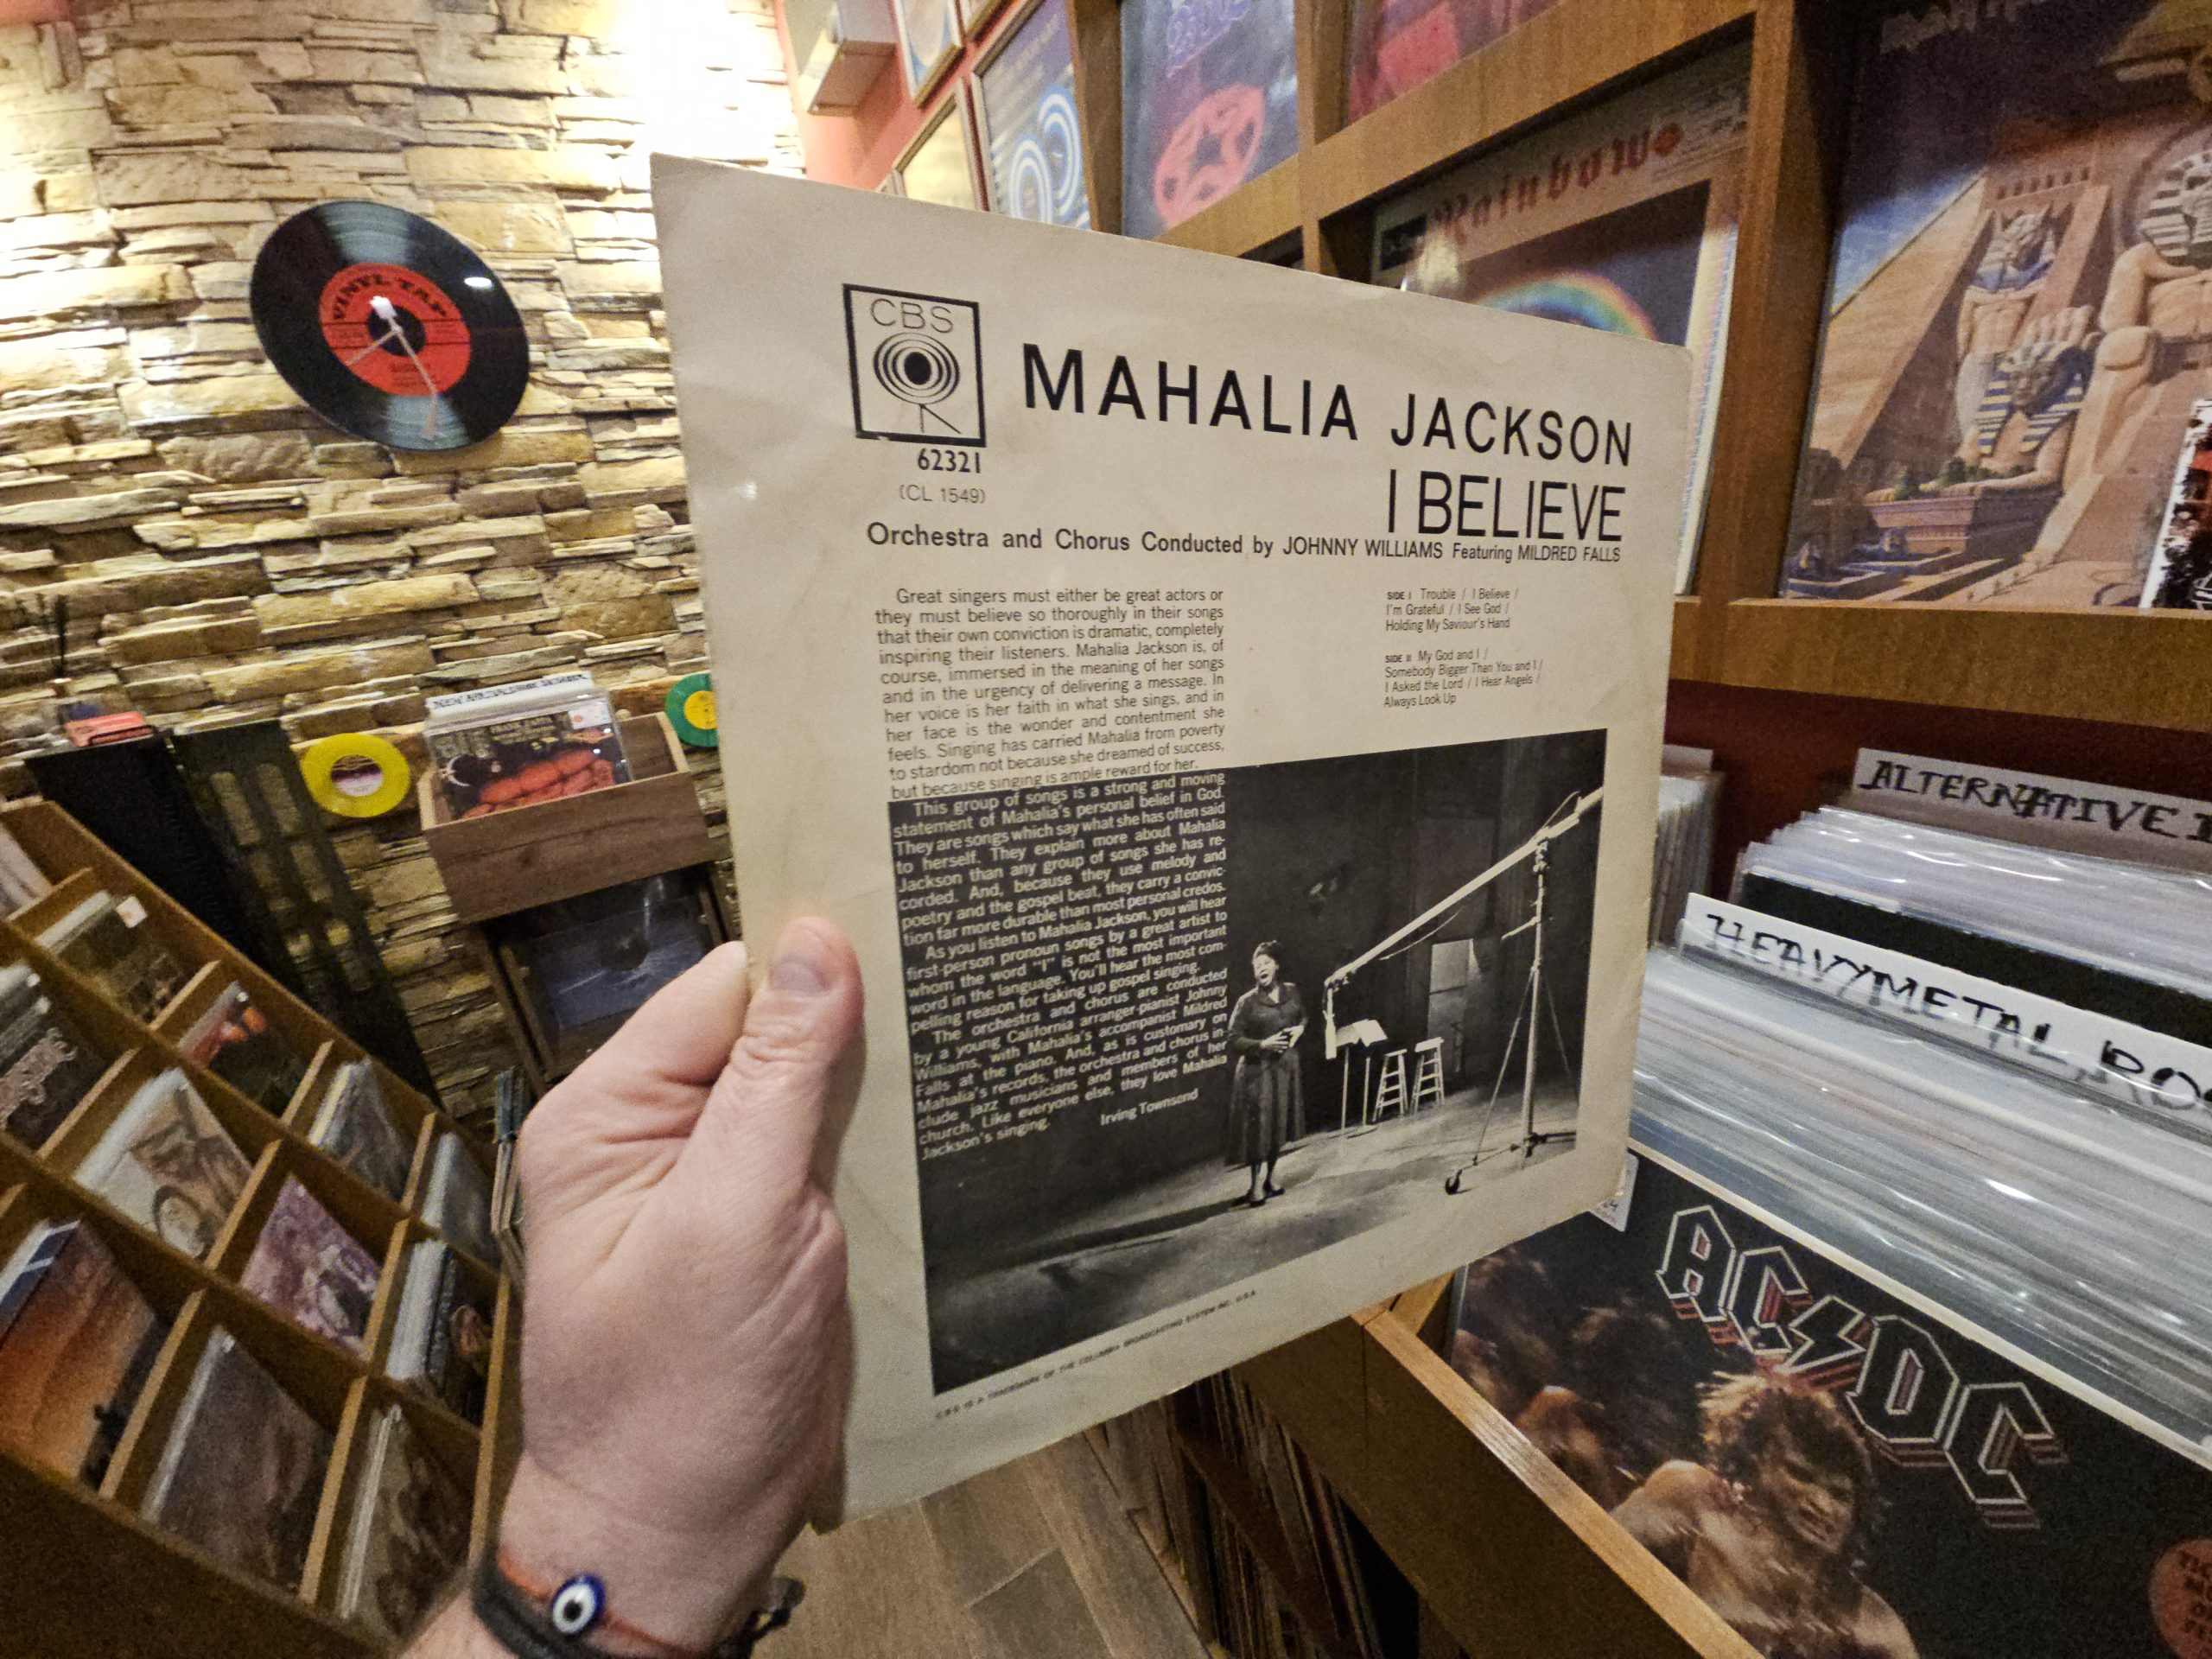 CBS
62321
(CL 1549)
MAHALIA JACKSON
I BELIEVE
Orchestra and Chorus Conducted by JOHNNY WILLIAMS Featuring MILDRED FALLS
Great singers must either be great actors or
they must believe so thoroughly in their songs
that their own conviction is dramatic, completely
inspiring their listeners. Mahalia Jackson is, of
course, immersed in the meaning of her songs
and in the urgency of delivering a message. In
her voice is her faith in what she sings, and in
her face is the wonder and contentment she
feels. Singing has carried Mahalia from poverty
to stardom not because she dreamed of success,
but because singing is ample reward for her.
This group of songs is a strong and moving
statement of Mahalia's personal belief in God.
They are songs which say what she has often said
to herself. They explain more about Mahalia
Jackson than any group of songs she has re-
corded. And, because they use melody and
poetry and the gospel beat, they carry a convic-
tion far more durable than most personal credos.
As you listen to Mahalia Jackson, you will hear
first-person pronoun songs by a great artist to
whom the word "I" is not the most important
word in the language. You'll hear the most com-
pelling reason for taking up gospel singing.
The orchestra and chorus are conducted
by a young California arranger-pianist Johnny
Williams, with Mahalia's accompanist Mildred
Falls at the piano. And, as is customary on
Mahalia's records, the orchestra and chorus in-
clude jazz musicians and members of her
church. Like everyone else, they love Mahalia
Jackson's singing.
Irving Townsend
SIDE I Trouble / I Believe /
I'm Grateful / I See God /
Holding My Saviour's Hand
SIDE II My God and I /
Somebody Bigger Than You and I /
I Asked the Lord / I Hear Angels /
Always Look Up
CBS IS A TRADEMARK OF THE COLUMBIA BROADCASTING SYSTEM INC. U.S.A.
VINYL TAP
Rainbow
ALTERNATIVE
HEAVY METAL
AC/DC